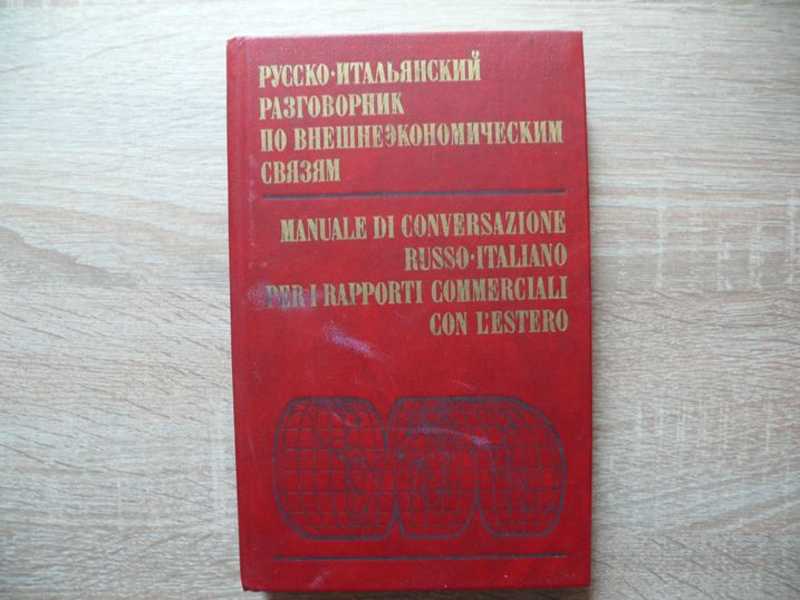 РУССКО·ИТАЛЬЯНСКИЙ
РАЗГОВОРНИК
ПО ВНЕШНЕЭКОНОМИЧЕСКИМ
СВЯЗЯМ
MANUALE DI CONVERSAZIONE
RUSSO·ITALIANO
PER I RAPPORTI COMMERCIALI
CON L'ESTERO